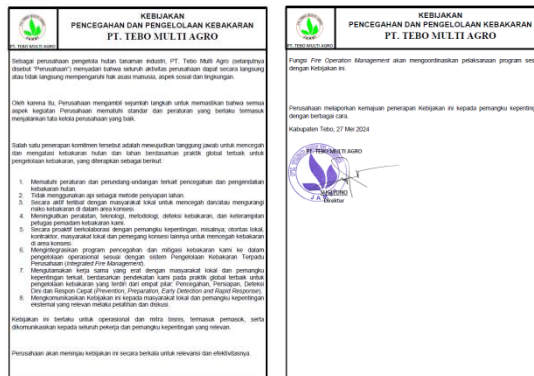 KEBIJAKAN
PENCEGAHAN DAN PENGELOLAAN KEBAKARAN
PT. TEBO MULTI AGRO
PT. TEBO MULTI AGRO
Sebagai perusahaan pengelola hutan tanaman industri, PT. Tebo Multi Agro (selanjutnya
disebut "Perusahaan") menyadari bahwa seluruh aktivitas perusahaan dapat secara langsung
atau tidak langsung mempengaruhi hak asasi manusia, aspek sosial dan lingkungan.
Oleh karena itu, Perusahaan mengambil sejumlah langkah untuk memastikan bahwa semua
aspek kegiatan Perusahaan mematuhi standar dan peraturan yang berlaku termasuk
menjalankan tata kelola perusahaan yang baik.
Salah satu penerapan komitmen tersebut adalah mewujudkan tanggung jawab untuk mencegah
dan mengatasi kebakaran hutan dan lahan berdasarkan praktik global terbaik untuk
pengelolaan kebakaran, yang diterapkan sebagai berikut:
1. Mematuhi peraturan dan perundang-undangan terkait pencegahan dan pengendalian
kebakaran hutan.
2. Tidak menggunakan api sebagai metode penyiapan lahan.
3. Secara aktif terlibat dengan masyarakat lokal untuk mencegah dan/atau mengurangi
risiko kebakaran di dalam area konsesi.
4. Meningkatkan peralatan, teknologi, metodologi, deteksi kebakaran, dan keterampilan
petugas pemadam kebakaran kami.
5. Secara proaktif berkolaborasi dengan pemangku kepentingan, misalnya; otoritas lokal,
kontraktor, masyarakat lokal dan pemegang konsesi lainnya untuk mencegah kebakaran
di area konsesi.
6. Mengintegrasikan program pencegahan dan mitigasi kebakaran kami ke dalam
pengelolaan operasional sesuai dengan sistem Pengelolaan Kebakaran Terpadu
Perusahaan (Integrated Fire Management).
7. Mengutamakan kerja sama yang erat dengan masyarakat lokal dan pemangku
kepentingan terkait, berdasarkan pendekatan kami pada praktik global terbaik untuk
pengelolaan kebakaran yang terdiri dari empat pilar: Pencegahan, Persiapan, Deteksi
Dini dan Respon Cepat (Prevention, Preparation, Early Detection and Rapid Response).
8. Mengkomunikasikan Kebijakan ini kepada masyarakat lokal dan pemangku kepentingan
eksternal yang relevan melalui pelatihan dan diskusi.
Kebijakan ini berlaku untuk operasional dan mitra bisnis, termasuk pemasok, serta
dikomunikasikan kepada seluruh pekerja dan pemangku kepentingan yang relevan.
Perusahaan akan meninjau kebijakan ini secara berkala untuk relevansi dan efektivitasnya.
KEBIJAKAN
PENCEGAHAN DAN PENGELOLAAN KEBAKARAN
PT. TEBO MULTI AGRO
PT. TEBO MULTI AGRO
Fungsi Fire Operation Management akan mengoordinasikan pelaksanaan program ses
dengan Kebijakan ini.
Perusahaan melaporkan kemajuan penerapan Kebijakan ini kepada pemangku kepenting
dengan berbagai cara.
Kabupaten Tebo, 27 Mei 2024
PT. TEBO MULTI AGRO
Direktur